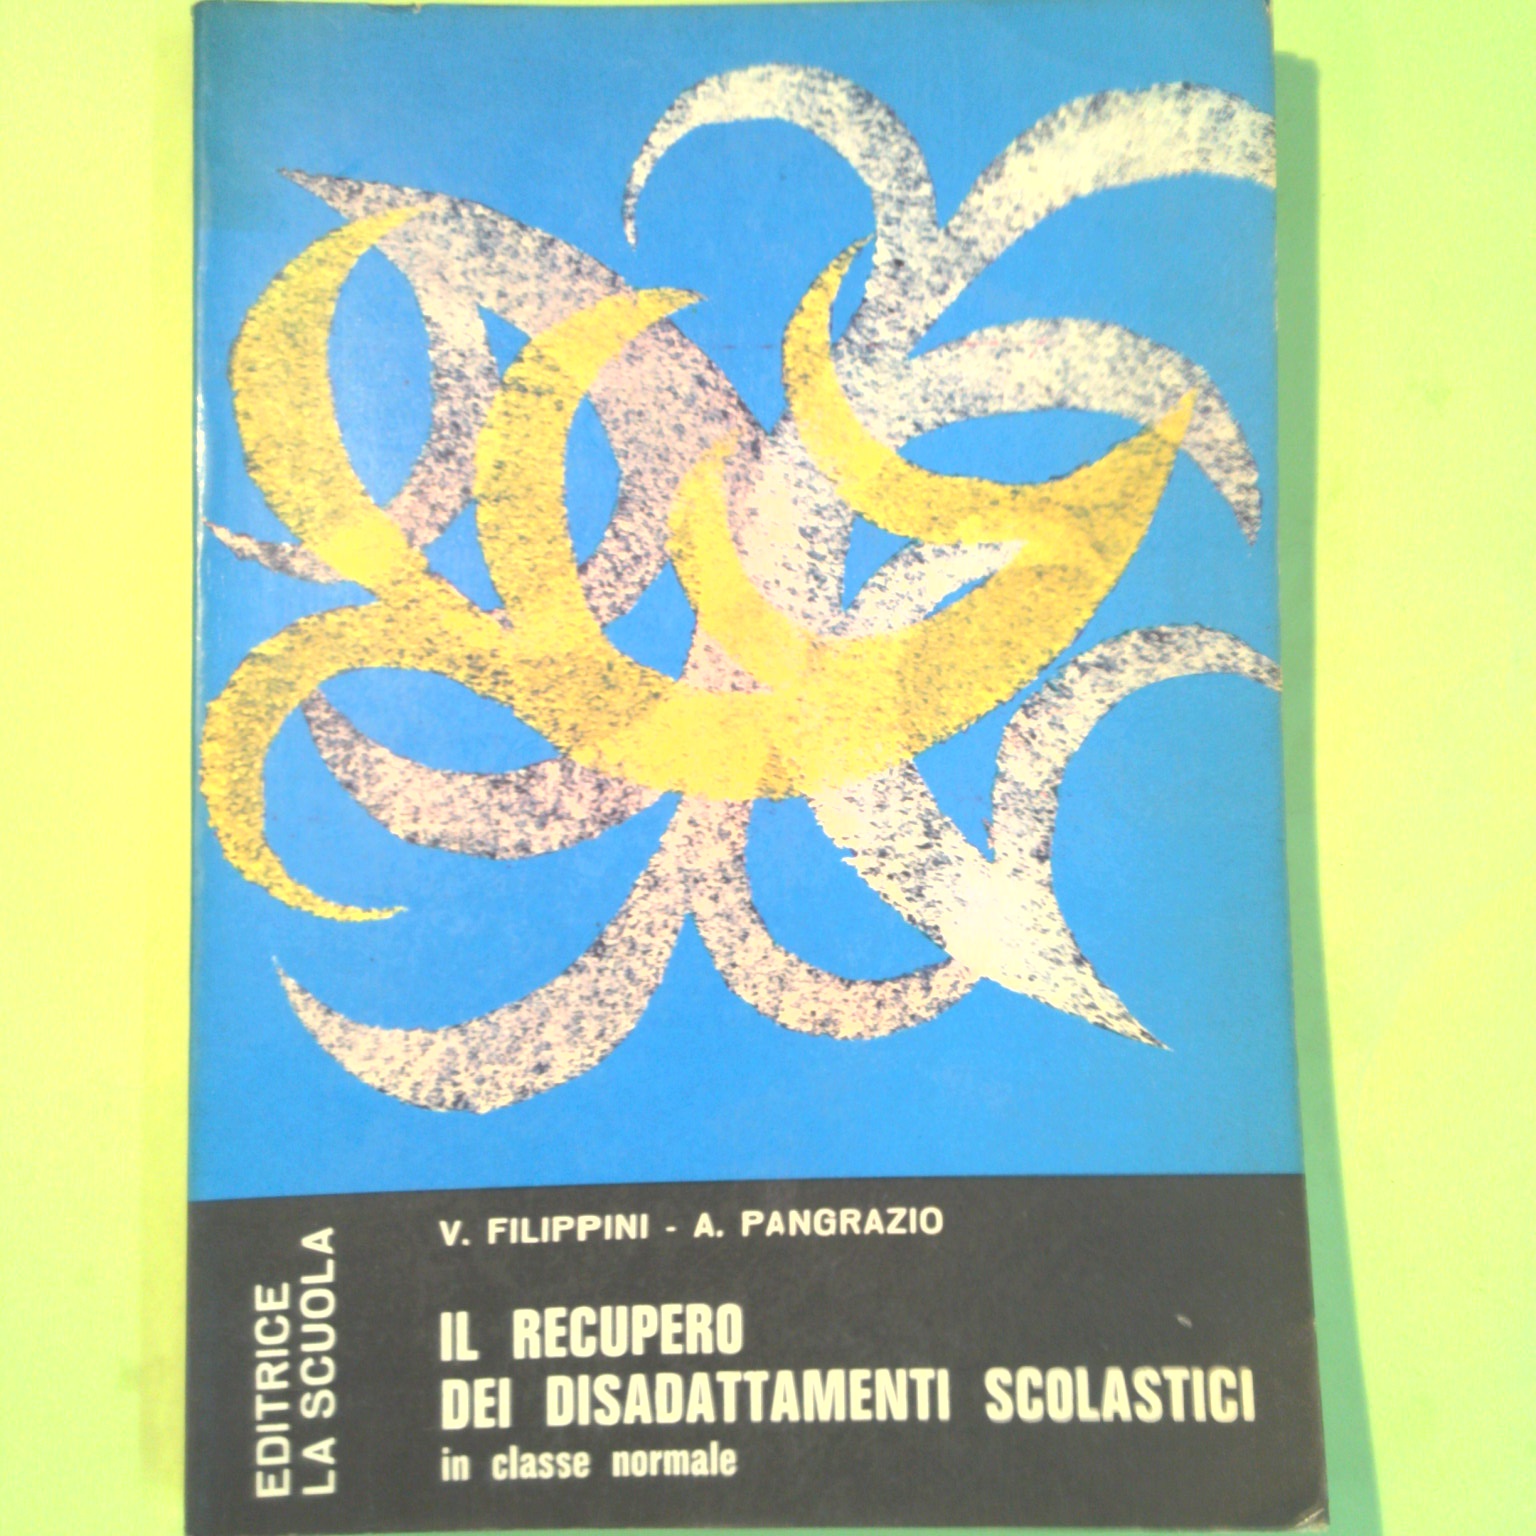 V. FILIPPINI - A. PANGRAZIO
IL RECUPERO
DEI DISADATTAMENTI SCOLASTICI
in classe normale
EDITRICE
LA SCUOLA